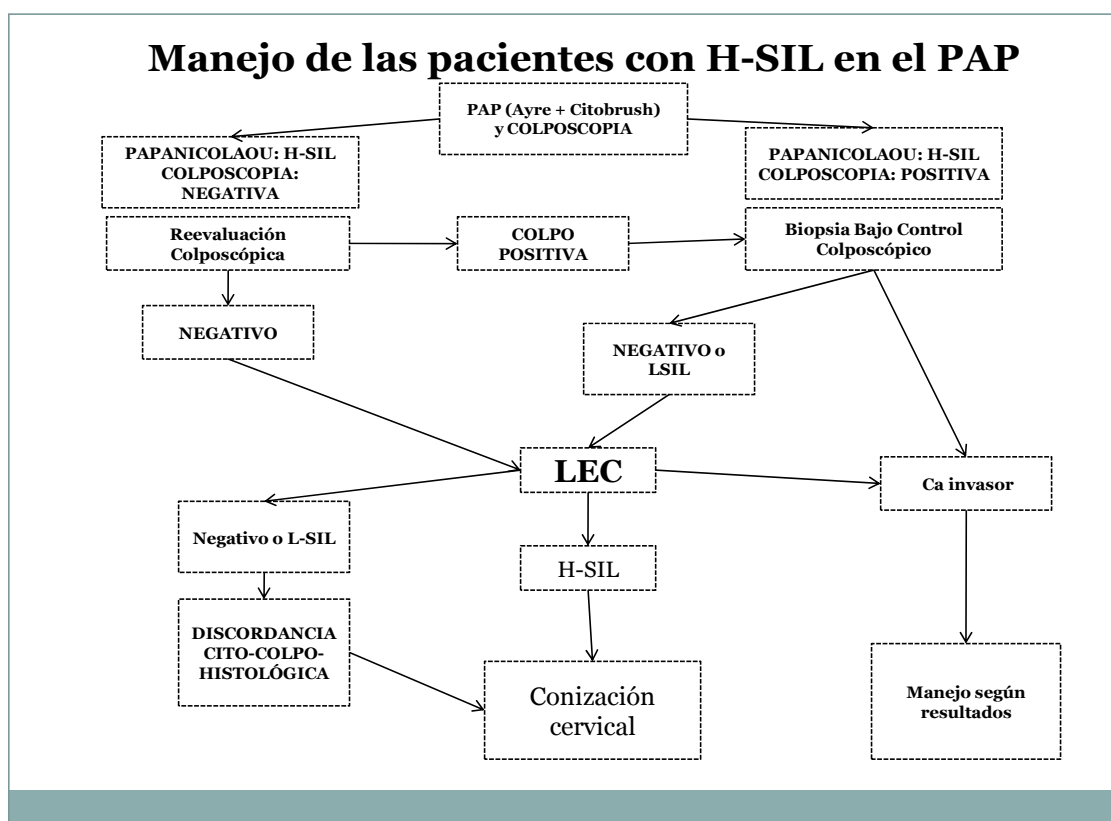 Manejo de las pacientes con H-SIL en el PAP
PAP (Ayre + Citobrush)
y COLPOSCOPIA
PAPANICOLAOU: H-SIL
COLPOSCOPIA:
NEGATIVA
PAPANICOLAOU: H-SIL
COLPOSCOPIA: POSITIVA
Reevaluación
Colposcópica
COLPO
POSITIVA
Biopsia Bajo Control
Colposcópico
NEGATIVO
NEGATIVO o
LSIL
LEC
Ca invasor
Negativo o L-SIL
H-SIL
DISCORDANCIA
CITO-COLPO-
HISTOLÓGICA
Conización
cervical
Manejo según
resultados